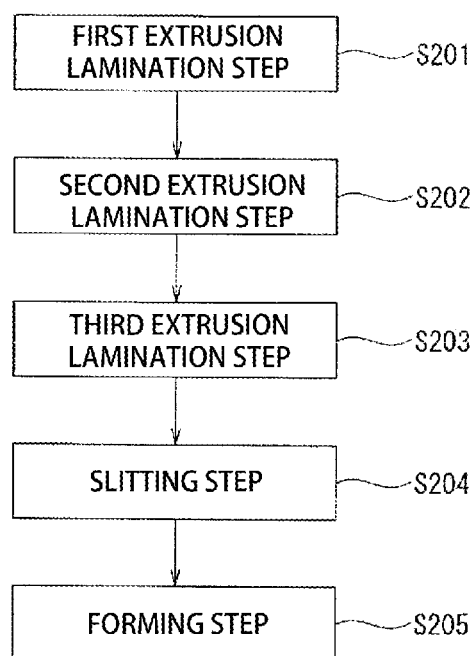 FIRST EXTRUSION
LAMINATION STEP
S201
SECOND EXTRUSION
LAMINATION STEP
S202
THIRD EXTRUSION
LAMINATION STEP
S203
SLITTING STEP
S204
FORMING STEP
S205